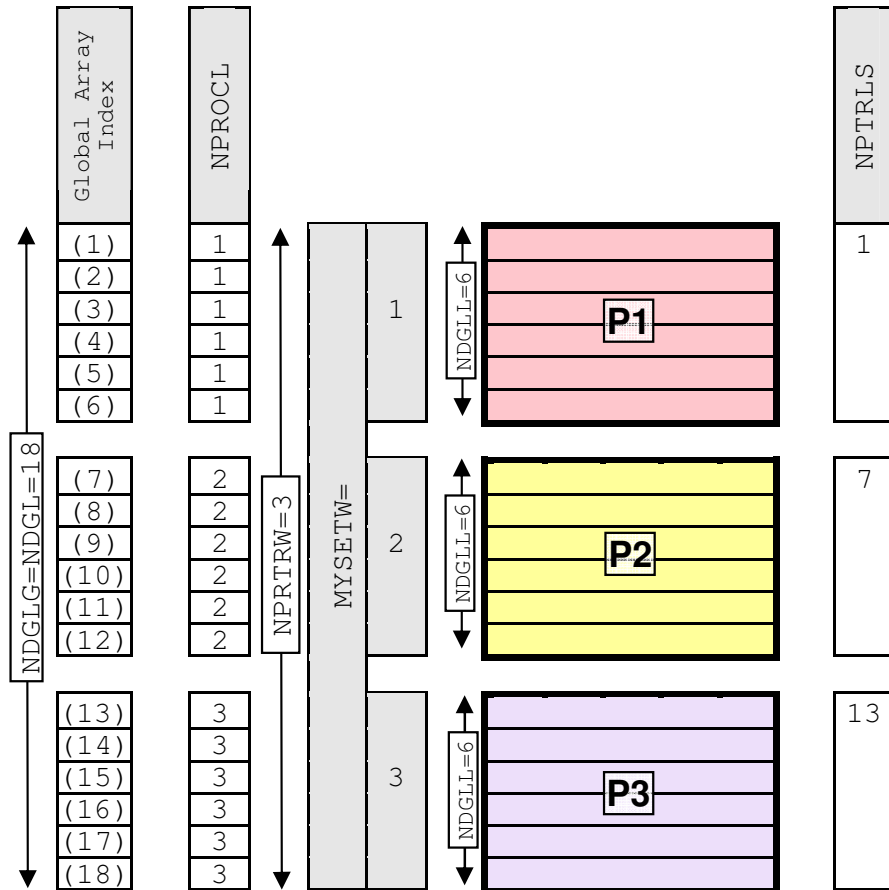 Global Array
Index
NPROCL
NPTRLS
NDGLG=NDGL=18
NPRTRW=3
MYSETW=
(1) 1
(2) 1
(3) 1
(4) 1
(5) 1
(6) 1
1
NDGLL=6
P1
1
(7) 2
(8) 2
(9) 2
(10) 2
(11) 2
(12) 2
2
NDGLL=6
P2
7
(13) 3
(14) 3
(15) 3
(16) 3
(17) 3
(18) 3
3
NDGLL=6
P3
13